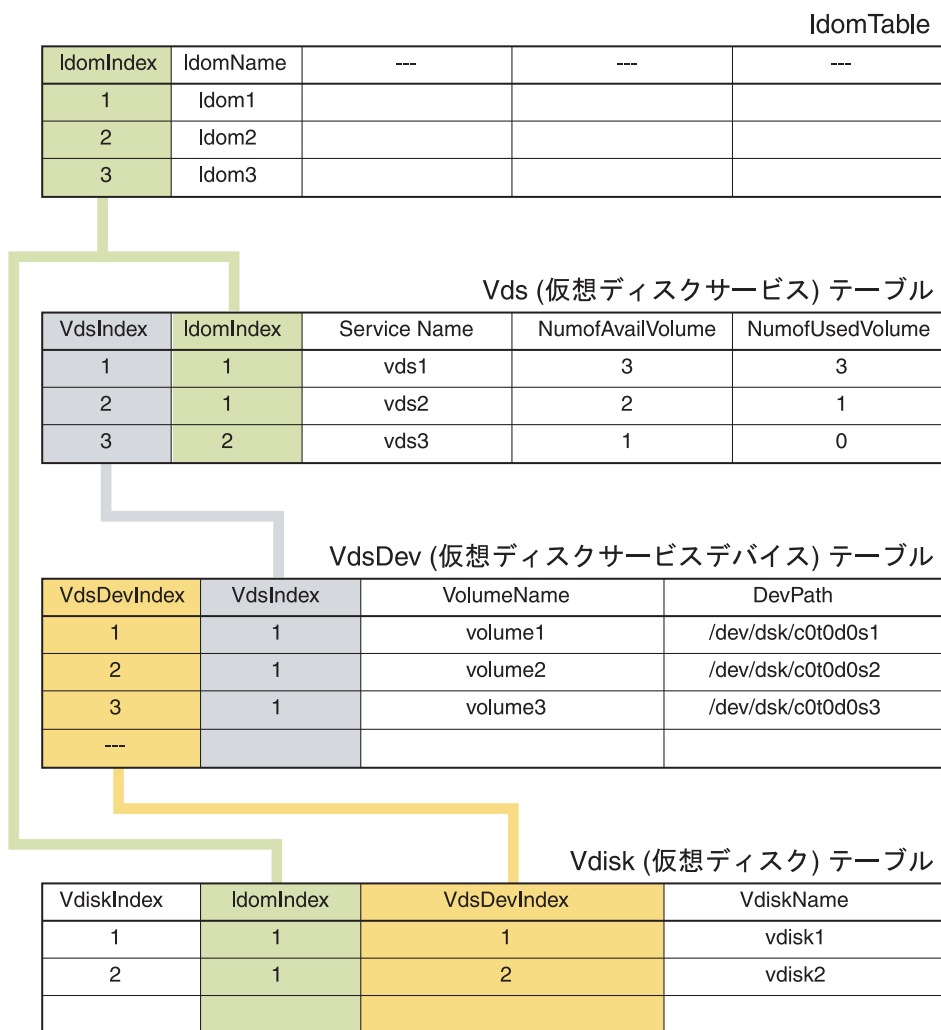 ldomTable
ldomIndex ldomName --- --- ---
1 ldom1
2 ldom2
3 ldom3
Vds (仮想ディスクサービス) テーブル
VdsIndex ldomIndex Service Name NumofAvailVolume NumofUsedVolume
1 1 vds1 3 3
2 1 vds2 2 1
3 2 vds3 1 0
VdsDev (仮想ディスクサービスデバイス) テーブル
VdsDevIndex VdsIndex VolumeName DevPath
1 1 volume1 /dev/dsk/c0t0d0s1
2 1 volume2 /dev/dsk/c0t0d0s2
3 1 volume3 /dev/dsk/c0t0d0s3
---
Vdisk (仮想ディスク) テーブル
VdiskIndex ldomIndex VdsDevIndex VdiskName
1 1 1 vdisk1
2 1 2 vdisk2